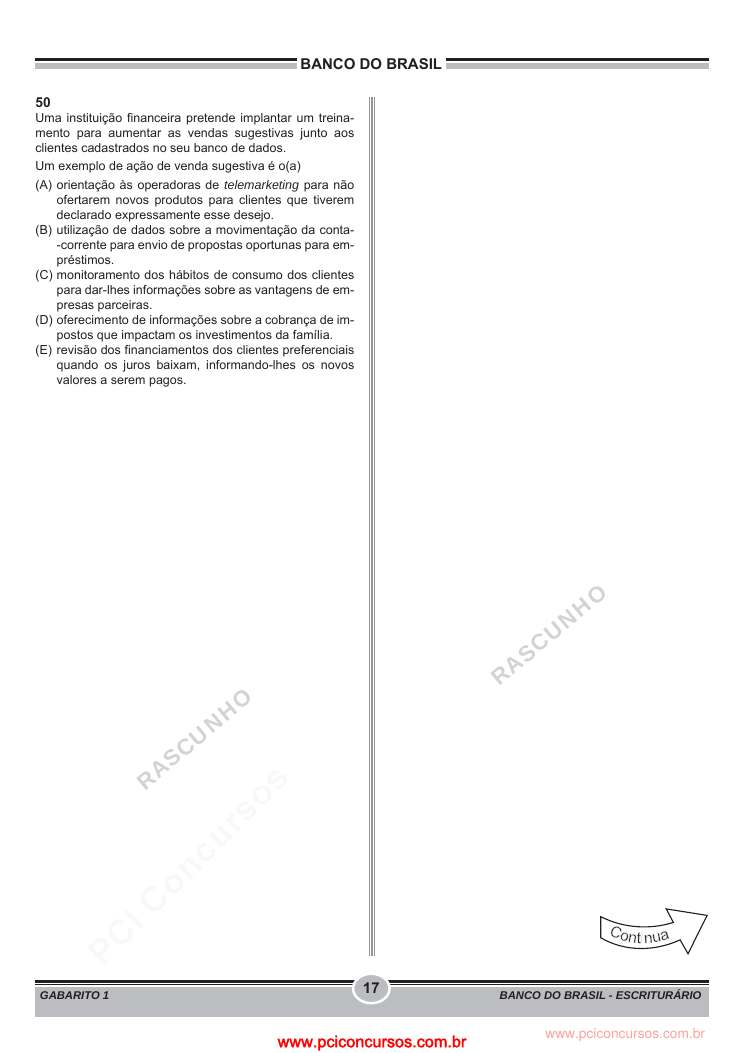 BANCO DO BRASIL
50
Uma instituição financeira pretende implantar um treina-
mento para aumentar as vendas sugestivas junto aos
clientes cadastrados no seu banco de dados.
Um exemplo de ação de venda sugestiva é o(a)
(A) orientação às operadoras de telemarketing para não
ofertarem novos produtos para clientes que tiverem
declarado expressamente esse desejo.
(B) utilização de dados sobre a movimentação da conta-
-corrente para envio de propostas oportunas para em-
préstimos.
(C) monitoramento dos hábitos de consumo dos clientes
para dar-lhes informações sobre as vantagens de em-
presas parceiras.
(D) oferecimento de informações sobre a cobrança de im-
postos que impactam os investimentos da família.
(E) revisão dos financiamentos dos clientes preferenciais
quando os juros baixam, informando-lhes os novos
valores a serem pagos.
RASCUNHO
RASCUNHO
PCI Concursos
Continua
GABARITO 1
17
BANCO DO BRASIL - ESCRITURÁRIO
www.pciconcursos.com.br
www.pciconcursos.com.br